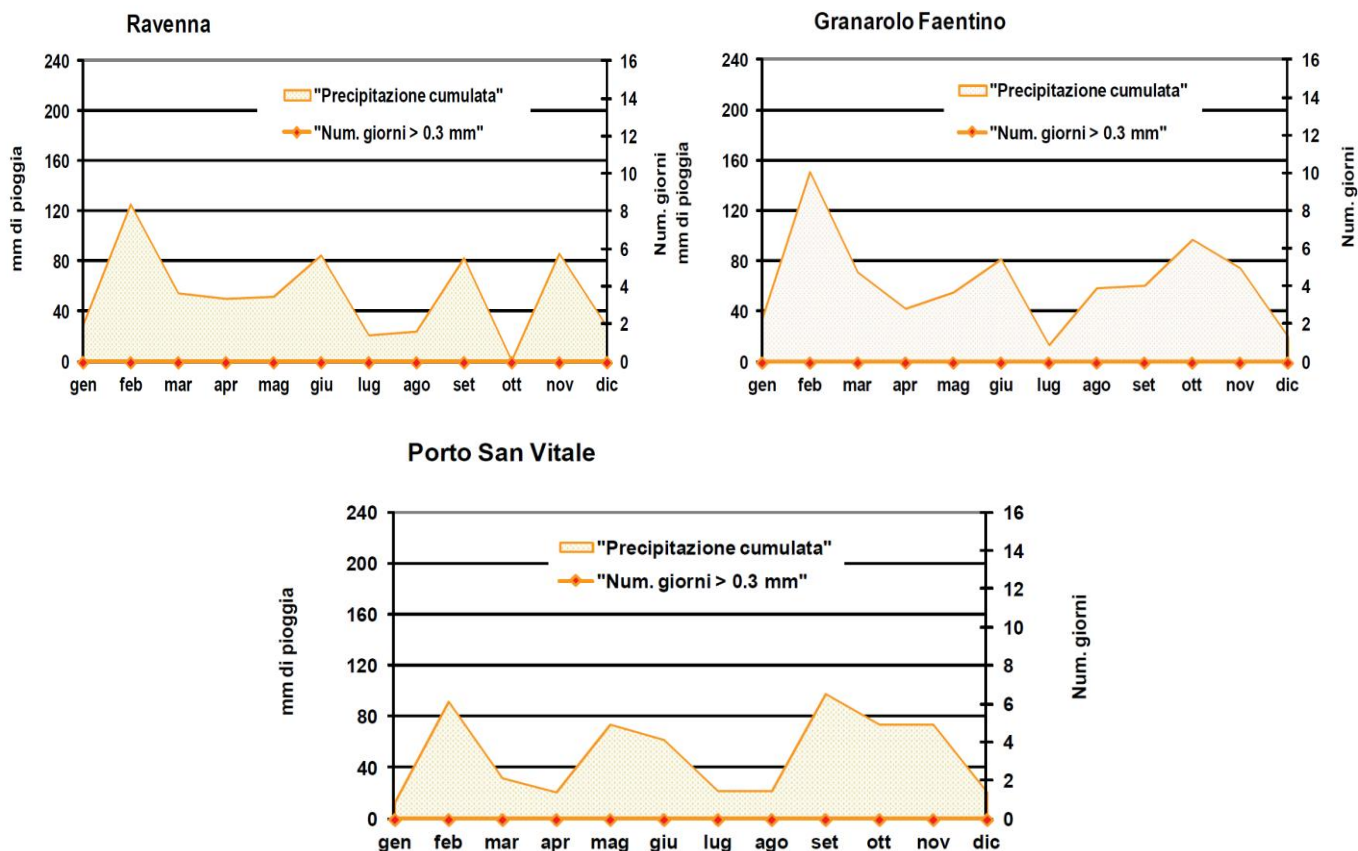 Ravenna
240
200
160
120
80
40
0
mm di pioggia
"Precipitazione cumulata"
"Num. giorni > 0.3 mm"
16
14
12
10
8
6
4
2
0
Num. giorni
gen feb mar apr mag giu lug ago set ott nov dic
Granarolo Faentino
240
200
160
120
80
40
0
mm di pioggia
"Precipitazione cumulata"
"Num. giorni > 0.3 mm"
16
14
12
10
8
6
4
2
0
Num. giorni
gen feb mar apr mag giu lug ago set ott nov dic
Porto San Vitale
240
200
160
120
80
40
0
mm di pioggia
"Precipitazione cumulata"
"Num. giorni > 0.3 mm"
16
14
12
10
8
6
4
2
0
Num. giorni
gen feb mar apr mag giu lug ago set ott nov dic